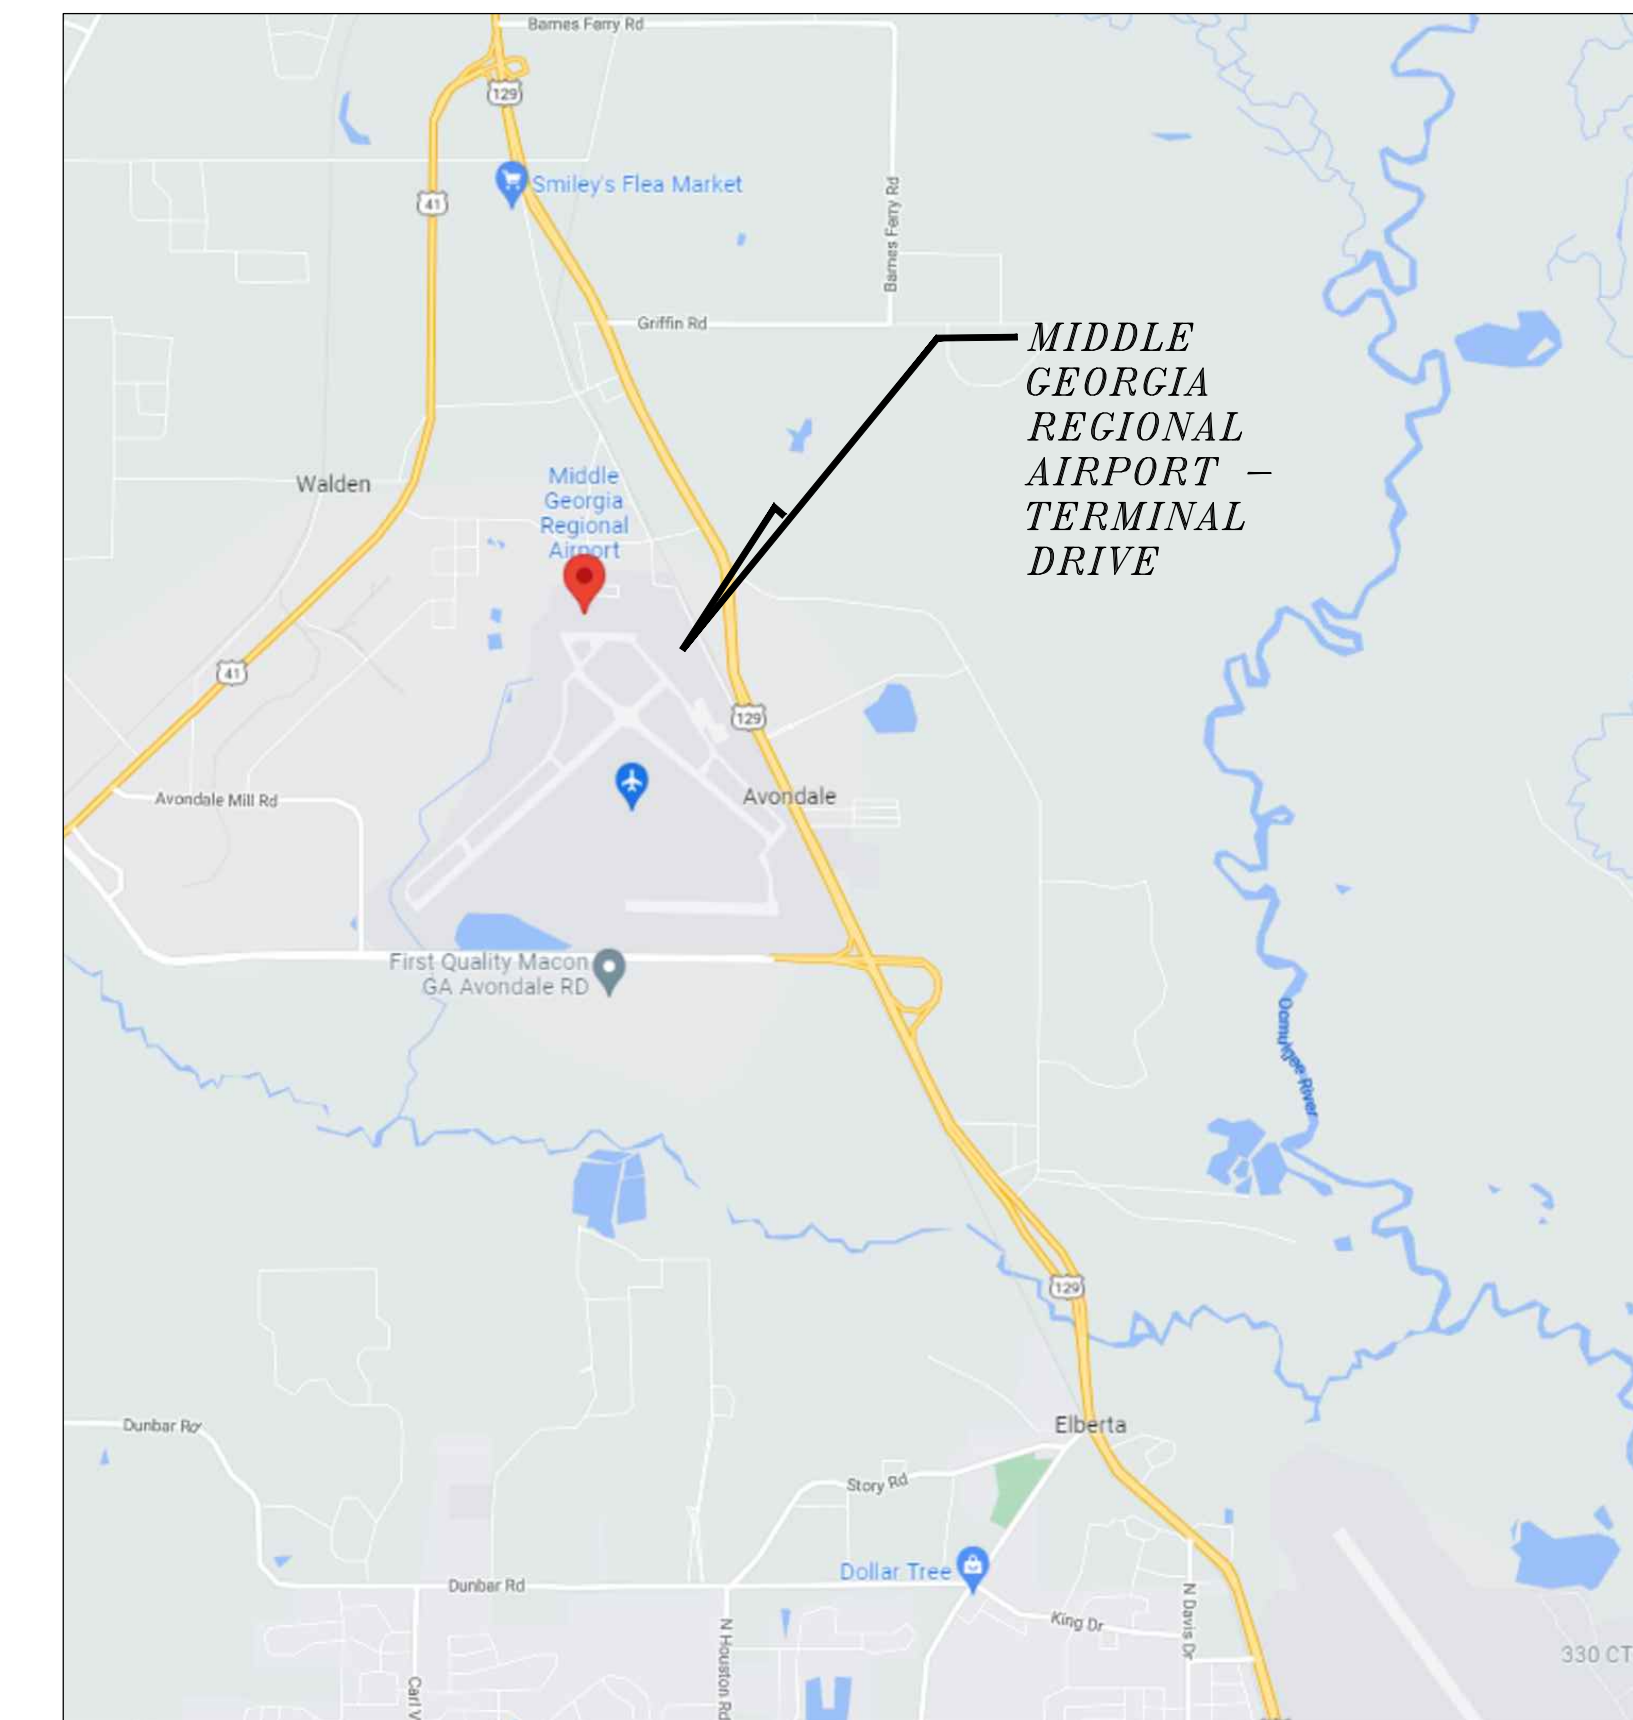 Barnes Ferry Rd
129
Smiley's Flea Market
41
Barnes Ferry Rd
Griffin Rd
MIDDLE
GEORGIA
REGIONAL
AIRPORT –
TERMINAL
DRIVE
Walden
Middle
Georgia
Regional
Airport
41
129
Avondale Mill Rd
Avondale
First Quality Macon
GA Avondale RD
Ocmulgee River
129
Elberta
Dunbar Rd
Story Rd
Dollar Tree
Dunbar Rd
King Dr
N Davis Dr
N Houston Rd
Carl V
330 CT